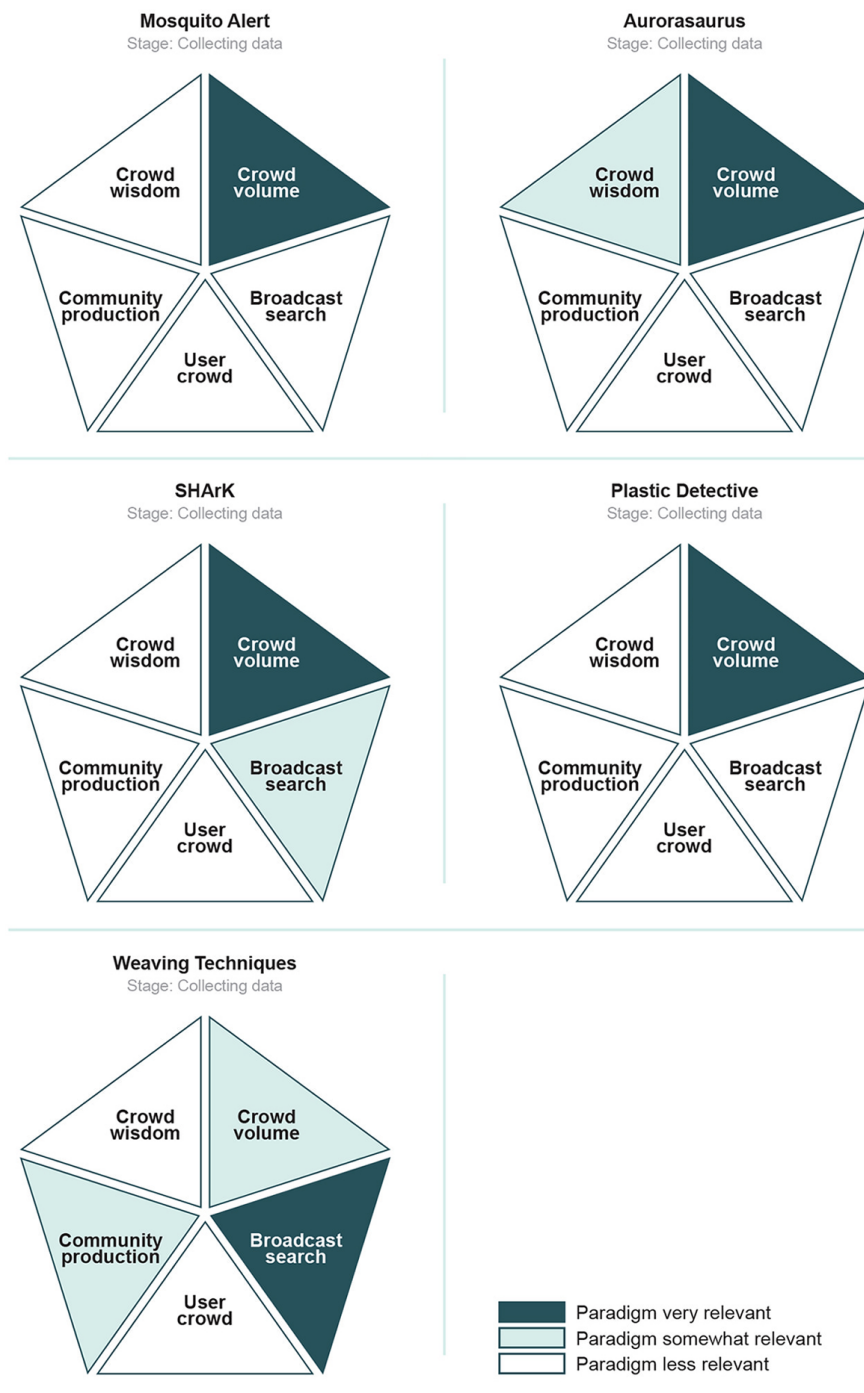 Mosquito Alert
Stage: Collecting data
Crowd
wisdom
Crowd
volume
Community
production
Broadcast
search
User
crowd
Aurorasaurus
Stage: Collecting data
Crowd
wisdom
Crowd
volume
Community
production
Broadcast
search
User
crowd
SHArK
Stage: Collecting data
Crowd
wisdom
Crowd
volume
Community
production
Broadcast
search
User
crowd
Plastic Detective
Stage: Collecting data
Crowd
wisdom
Crowd
volume
Community
production
Broadcast
search
User
crowd
Weaving Techniques
Stage: Collecting data
Crowd
wisdom
Crowd
volume
Community
production
Broadcast
search
User
crowd
Paradigm very relevant
Paradigm somewhat relevant
Paradigm less relevant